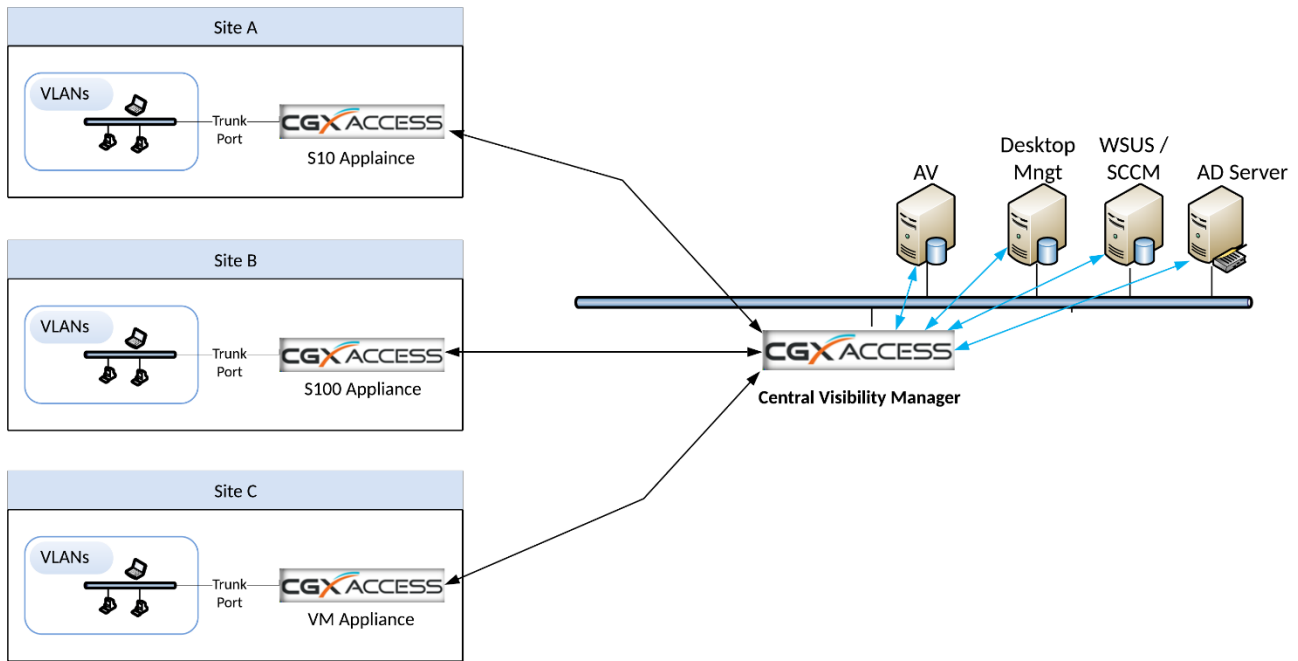 Site A
VLANs
Trunk
Port
CGX ACCESS
S10 Applaince
Site B
VLANs
Trunk
Port
CGX ACCESS
S100 Appliance
Site C
VLANs
Trunk
Port
CGX ACCESS
VM Appliance
AV
Desktop
Mngt
WSUS /
SCCM
AD Server
CGX ACCESS
Central Visibility Manager